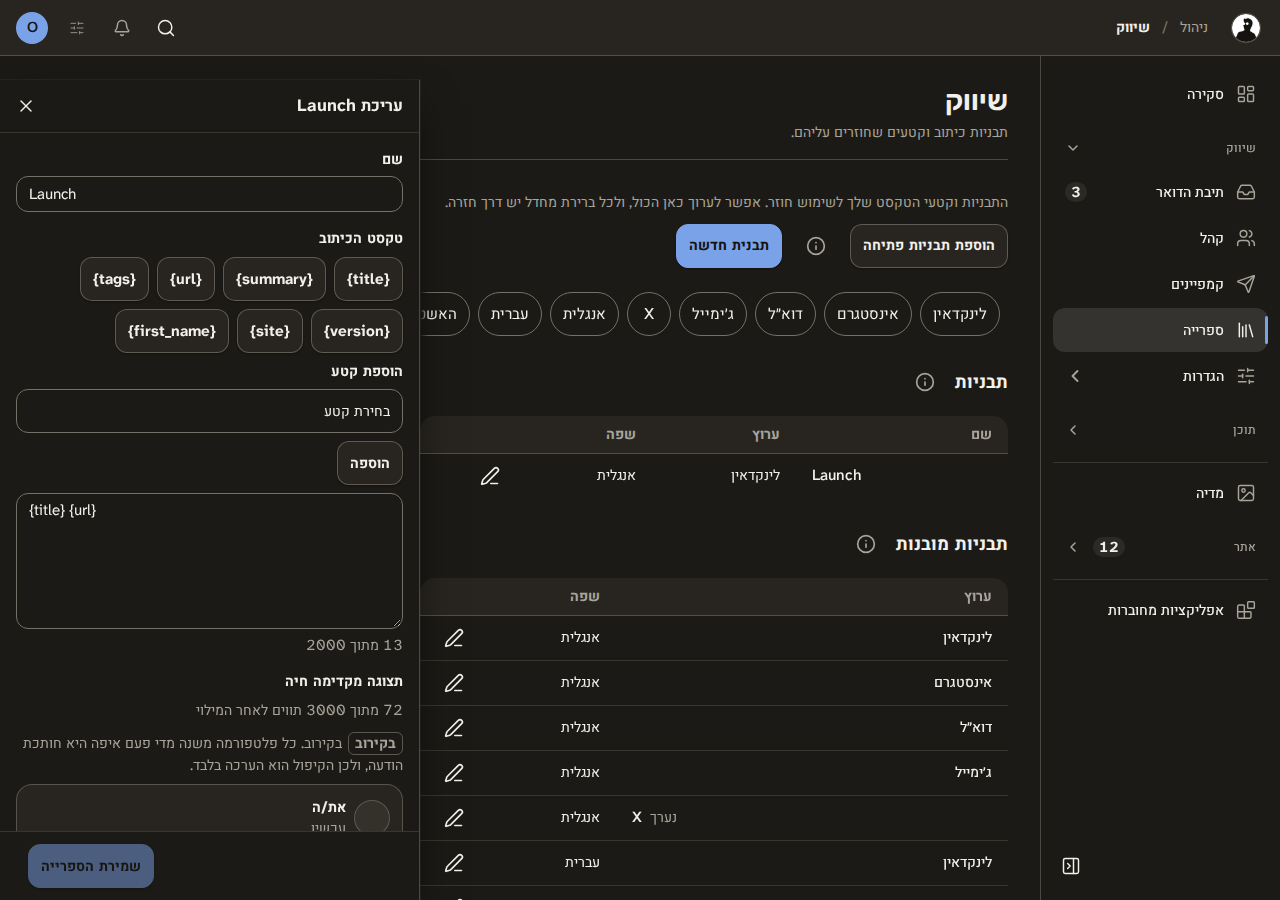 ניהול / שיווק
O
סקירה
שיווק
תיבת הדואר 3
קהל
קמפיינים
ספרייה
הגדרות
תוכן
מדיה
אתר 12
אפליקציות מחוברות
שיווק
תבניות כיתוב וקטעים שחוזרים עליהם.
התבניות וקטעי הטקסט שלך לשימוש חוזר. אפשר לערוך כאן הכול, ולכל ברירת מחדל יש דרך חזרה.
הוספת תבניות פתיחה
תבנית חדשה
לינקדאין אינסטגרם דוא״ל ג׳ימייל X אנגלית עברית
תבניות
שם ערוץ שפה
Launch לינקדאין אנגלית
תבניות מובנות
ערוץ שפה
לינקדאין אנגלית
אינסטגרם אנגלית
דוא״ל אנגלית
ג׳ימייל אנגלית
X נערך אנגלית
לינקדאין עברית
עריכת Launch
שם
Launch
טקסט הכיתוב
{title} {summary} {url} {tags}
{version} {site} {first_name}
הוספת קטע
בחירת קטע
הוספה
{title} {url}
13 מתוך 2000
תצוגה מקדימה חיה
72 מתוך 3000 תווים לאחר המילוי
בקירוב בקירוב. כל פלטפורמה משנה מדי פעם איפה היא חותכת
הודעה, ולכן הקיפול הוא הערכה בלבד.
את/ה
עכשיו
שמירת הספרייה